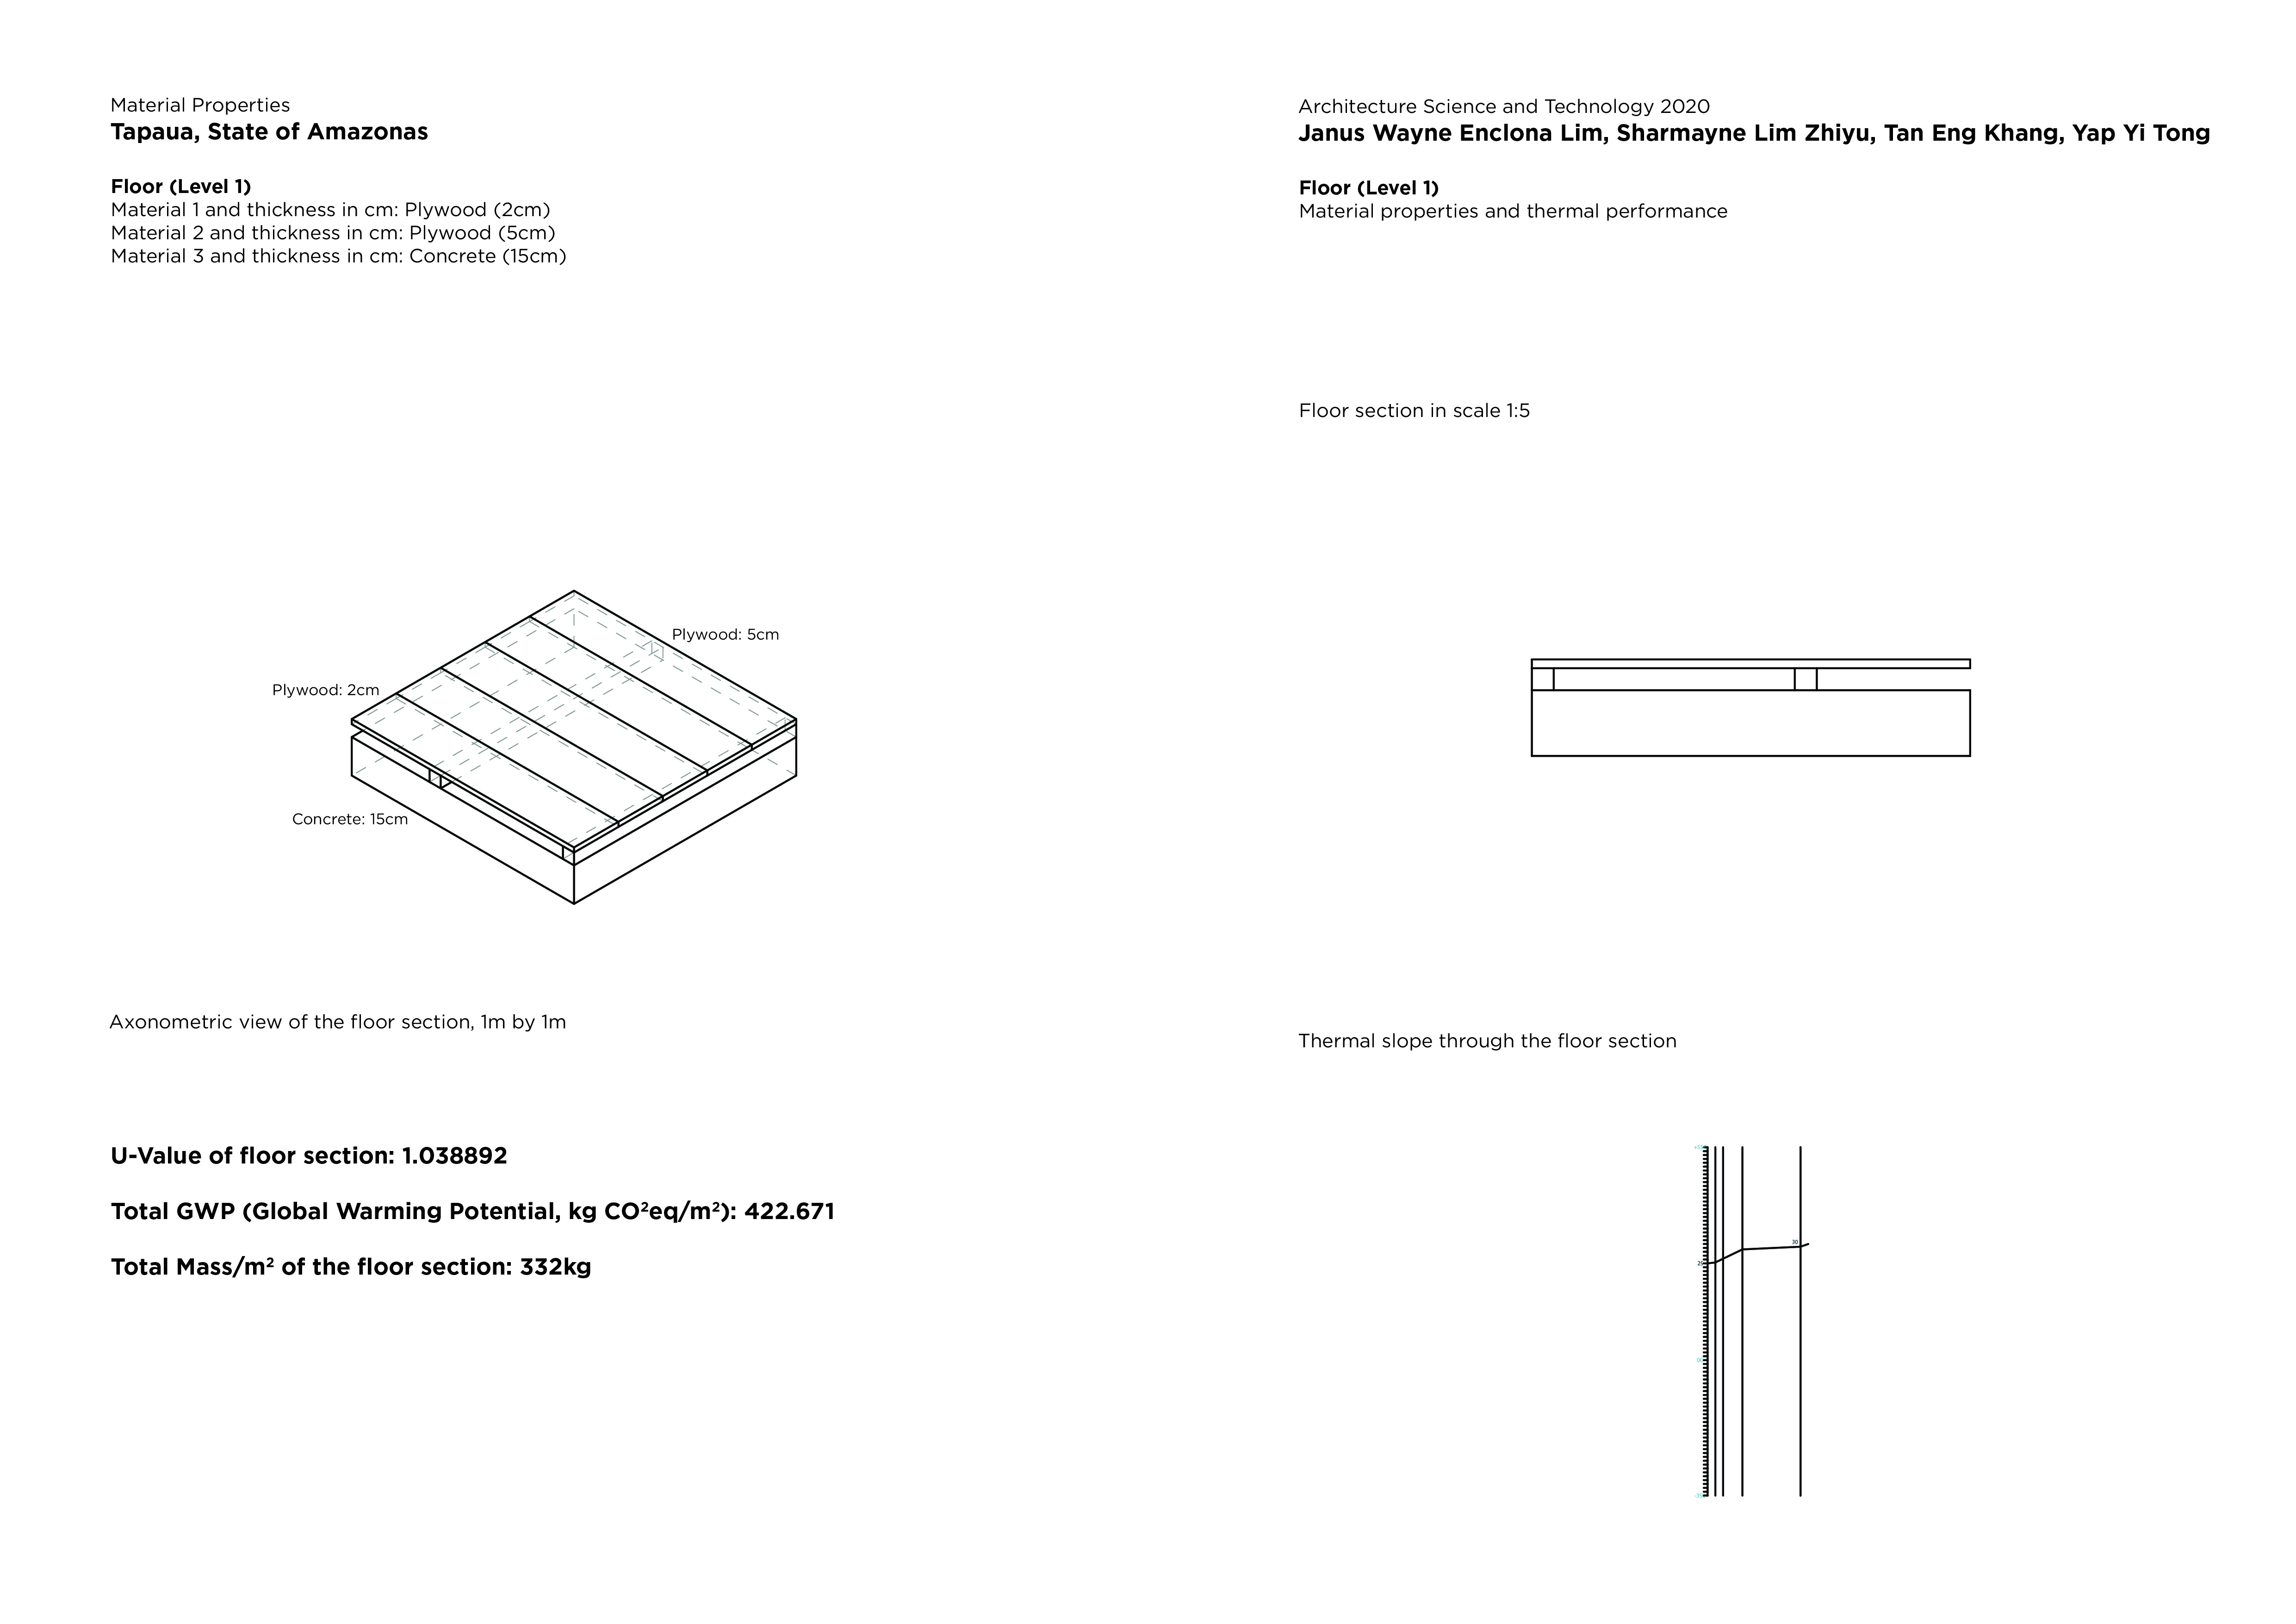 Material Properties
Tapaua, State of Amazonas
Floor (Level 1)
Material 1 and thickness in cm: Plywood (2cm)
Material 2 and thickness in cm: Plywood (5cm)
Material 3 and thickness in cm: Concrete (15cm)
Plywood: 5cm
Plywood: 2cm
Concrete: 15cm
Axonometric view of the floor section, 1m by 1m
U-Value of floor section: 1.038892
Total GWP (Global Warming Potential, kg CO²eq/m²): 422.671
Total Mass/m² of the floor section: 332kg
Architecture Science and Technology 2020
Janus Wayne Enclona Lim, Sharmayne Lim Zhiyu, Tan Eng Khang, Yap Yi Tong
Floor (Level 1)
Material properties and thermal performance
Floor section in scale 1:5
Thermal slope through the floor section
30
25